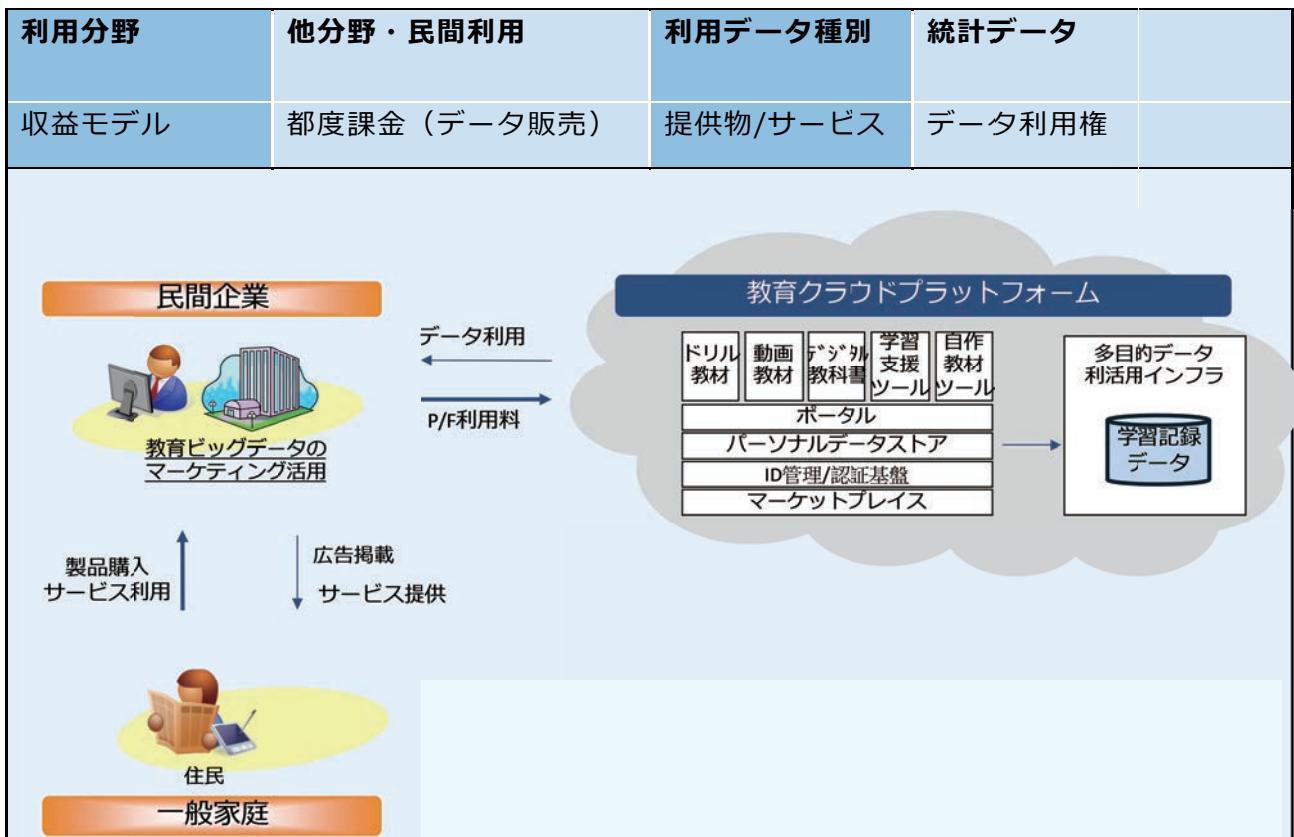 利用分野 他分野・民間利用 利用データ種別 統計データ
収益モデル 都度課金（データ販売） 提供物/サービス データ利用権
民間企業
教育ビッグデータの
マーケティング活用
データ利用
P/F利用料
教育クラウドプラットフォーム
ドリル
教材
動画
教材
ﾃﾞｼﾞﾀﾙ
教科書
学習
支援
ツール
自作
教材
ツール
ポータル
パーソナルデータストア
ID管理/認証基盤
マーケットプレイス
多目的データ
利活用インフラ
学習記録
データ
製品購入
サービス利用
広告掲載
サービス提供
住民
一般家庭